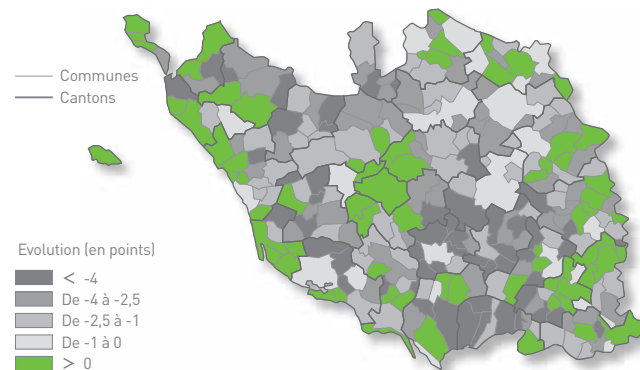 Communes
Cantons
Evolution (en points)
< -4
De -4 à -2,5
De -2,5 à -1
De -1 à 0
> 0